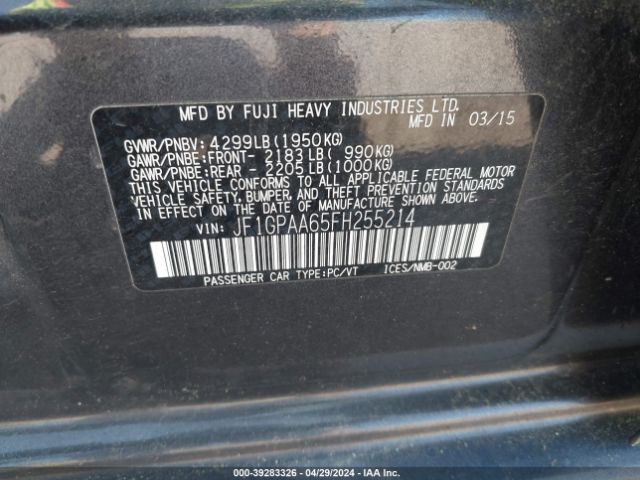 MFD BY FUJI HEAVY INDUSTRIES LTD.
MFD IN 03/15
GVWR/PNBV: 4299LB(1950KG)
GAWR/PNBE:FRONT- 2183LB( 990KG)
GAWR/PNBE:REAR - 2205LB(1000KG)
THIS VEHICLE CONFORMS TO ALL APPLICABLE FEDERAL MOTOR
VEHICLE SAFETY, BUMPER, AND THEFT PREVENTION STANDARDS
IN EFFECT ON THE DATE OF MANUFACTURE SHOWN ABOVE.
VIN: JF1GPAA65FH255214
PASSENGER CAR TYPE:PC/VT ICES/NMB-002
000-39283326 - 04/29/2024 - IAA Inc.